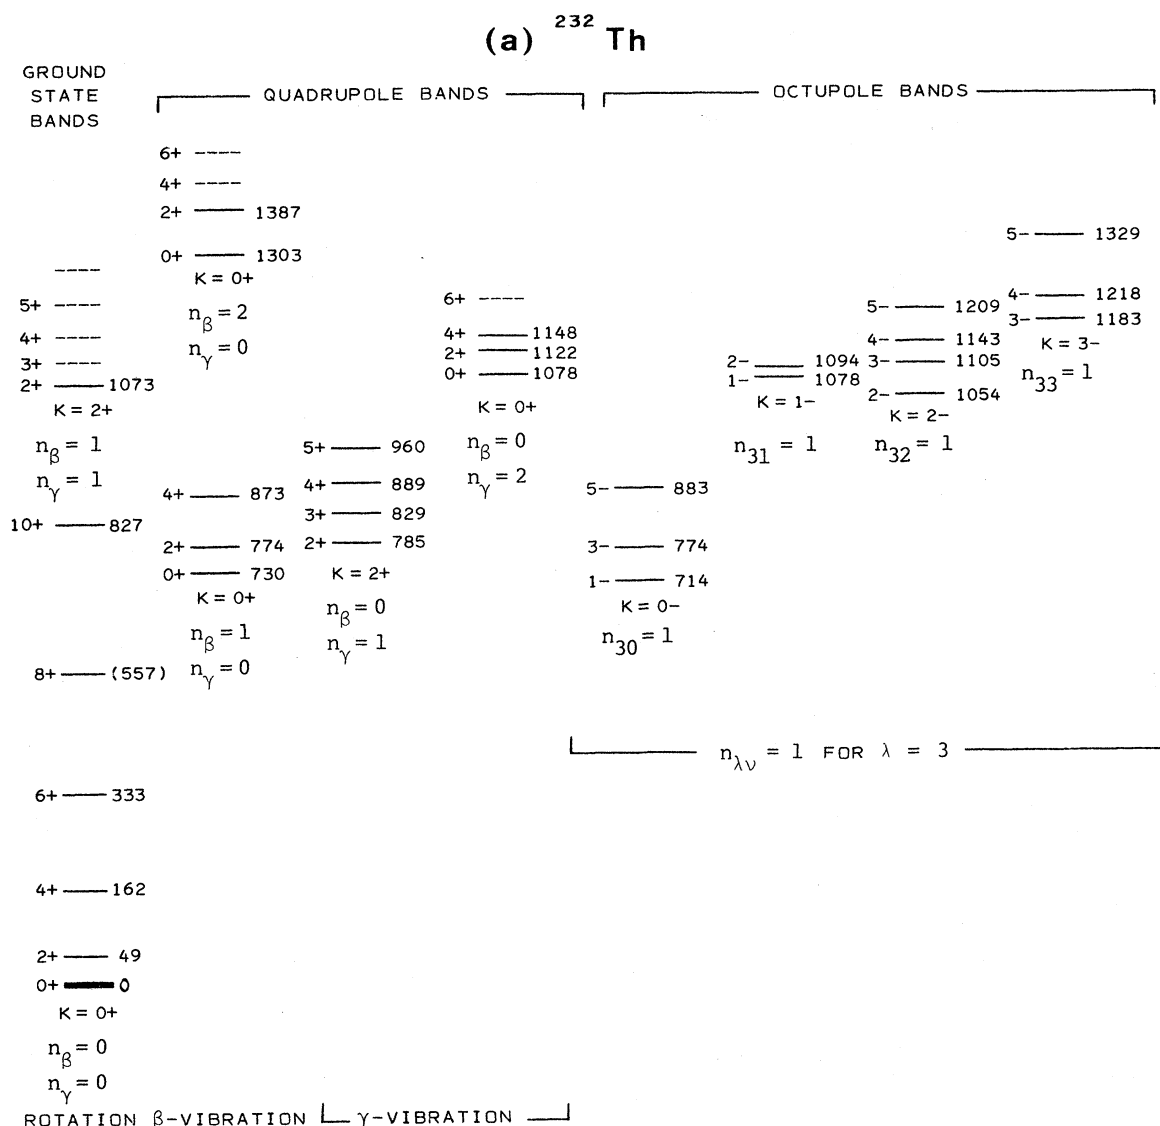 (a) ²³² Th
GROUND STATE BANDS
QUADRUPOLE BANDS
OCTUPOLE BANDS
6+ ----
4+ ----
2+ 1387
0+ 1303
K = 0+
nβ = 2
nγ = 0
----
5+ ----
4+ ----
3+ ----
2+ 1073
K = 2+
nβ = 1
nγ = 1
10+ 827
8+ (557)
6+ 333
4+ 162
2+ 49
0+ 0
K = 0+
nβ = 0
nγ = 0
4+ 873
2+ 774
0+ 730
K = 0+
nβ = 1
nγ = 0
5+ 960
4+ 889
3+ 829
2+ 785
K = 2+
nβ = 0
nγ = 1
6+ ----
4+ 1148
2+ 1122
0+ 1078
K = 0+
nβ = 0
nγ = 2
5- 883
3- 774
1- 714
K = 0-
n30 = 1
2- 1094
1- 1078
K = 1-
n31 = 1
5- 1209
4- 1143
3- 1105
2- 1054
K = 2-
n32 = 1
5- 1329
4- 1218
3- 1183
K = 3-
n33 = 1
nλν = 1 FOR λ = 3
ROTATION β-VIBRATION γ-VIBRATION